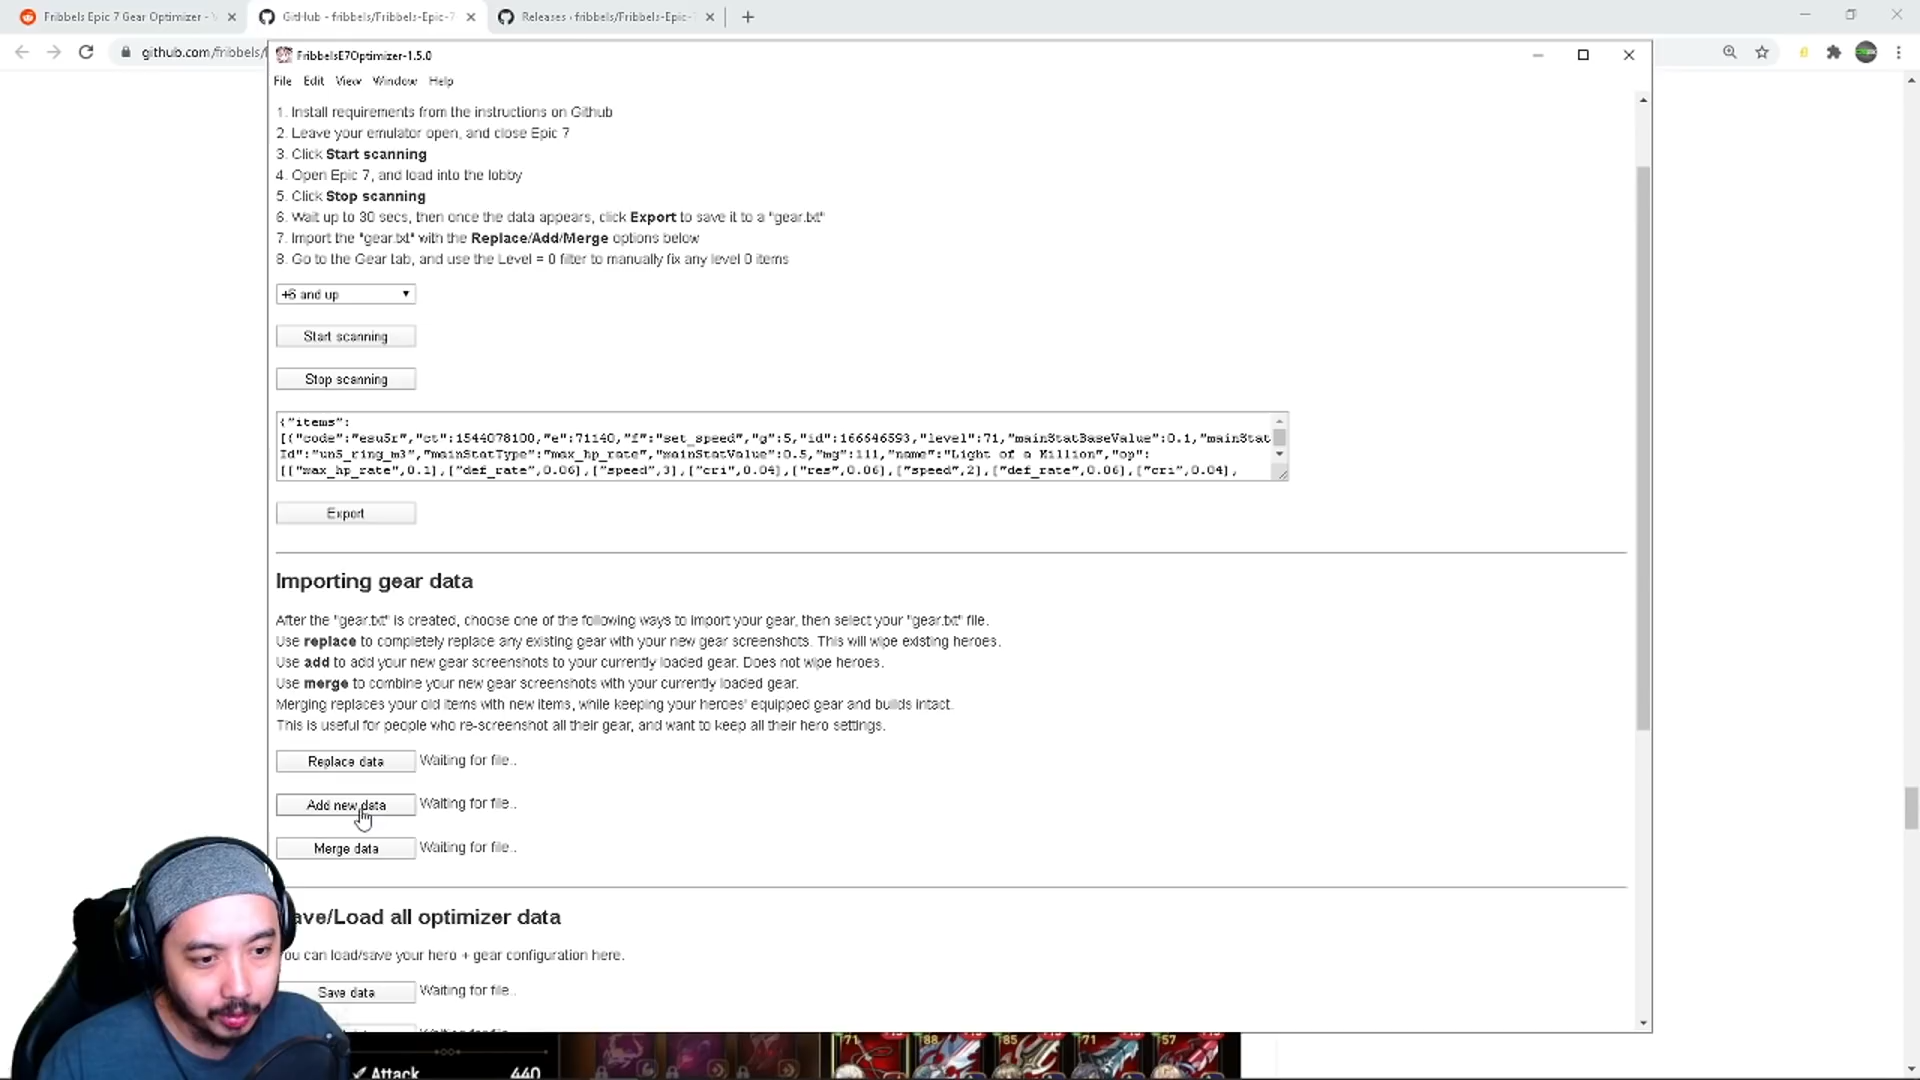 Fribbels Epic 7 Gear Optimizer -
GitHub - fribbels/Fribbels-Epic-7-
Releases · fribbels/Fribbels-Epic-
github.com/fribbels/
FribbelsE7Optimizer-1.5.0
File Edit View Window Help
1. Install requirements from the instructions on Github
2. Leave your emulator open, and close Epic 7
3. Click Start scanning
4. Open Epic 7, and load into the lobby
5. Click Stop scanning
6. Wait up to 30 secs, then once the data appears, click Export to save it to a "gear.txt"
7. Import the "gear.txt" with the Replace/Add/Merge options below
8. Go to the Gear tab, and use the Level = 0 filter to manually fix any level 0 items
+6 and up
Start scanning
Stop scanning
{"items":
[{"code":"esu5r","ct":1544078100,"e":71140,"f":"set_speed","g":5,"id":166646593,"level":71,"mainStatBaseValue":0.1,"mainStat
Id":"un5_ring_m3","mainStatType":"max_hp_rate","mainStatValue":0.5,"mg":111,"name":"Light of a Million","op":
[["max_hp_rate",0.1],["def_rate",0.06],["speed",3],["cri",0.04],["res",0.06],["speed",2],["def_rate",0.06],["cri",0.04],
Export
Importing gear data
After the "gear.txt" is created, choose one of the following ways to import your gear, then select your "gear.txt" file.
Use replace to completely replace any existing gear with your new gear screenshots. This will wipe existing heroes.
Use add to add your new gear screenshots to your currently loaded gear. Does not wipe heroes.
Use merge to combine your new gear screenshots with your currently loaded gear.
Merging replaces your old items with new items, while keeping your heroes' equipped gear and builds intact.
This is useful for people who re-screenshot all their gear, and want to keep all their hero settings.
Replace data Waiting for file..
Add new data Waiting for file..
Merge data Waiting for file..
ave/Load all optimizer data
ou can load/save your hero + gear configuration here.
Save data Waiting for file..
Attack 440
71 88 85 71 57